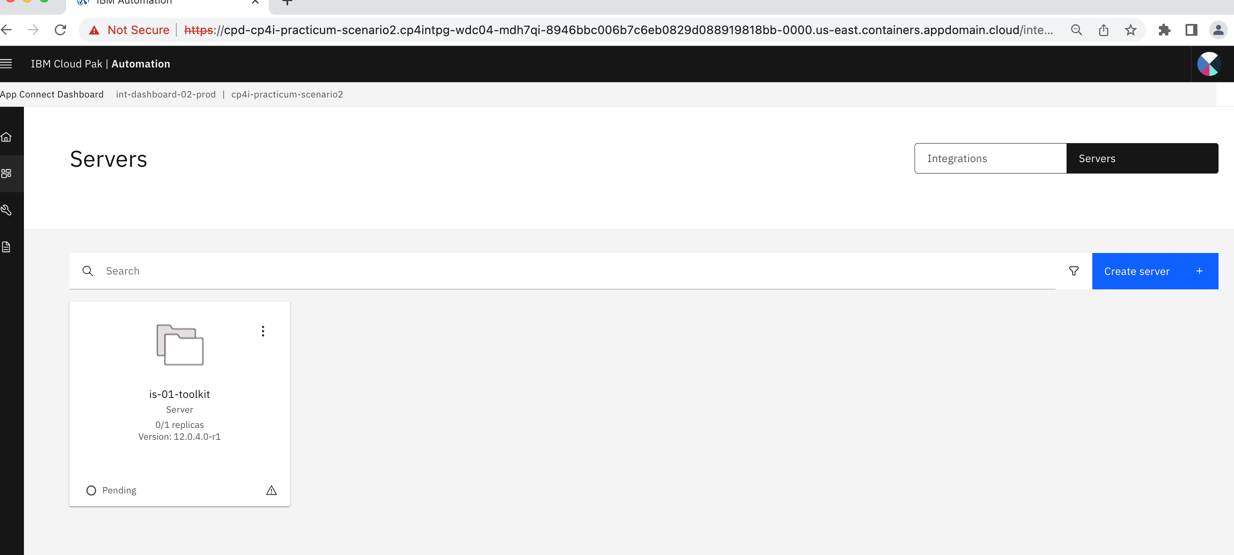 IBM Automation
Not Secure | https://cpd-cp4i-practicum-scenario2.cp4intpg-wdc04-mdh7qi-8946bbc006b7c6eb0829d088919818bb-0000.us-east.containers.appdomain.cloud/inte...
IBM Cloud Pak | Automation
App Connect Dashboard int-dashboard-02-prod | cp4i-practicum-scenario2
Servers
Integrations
Servers
Search
Create server +
is-01-toolkit
Server
0/1 replicas
Version: 12.0.4.0-r1
Pending